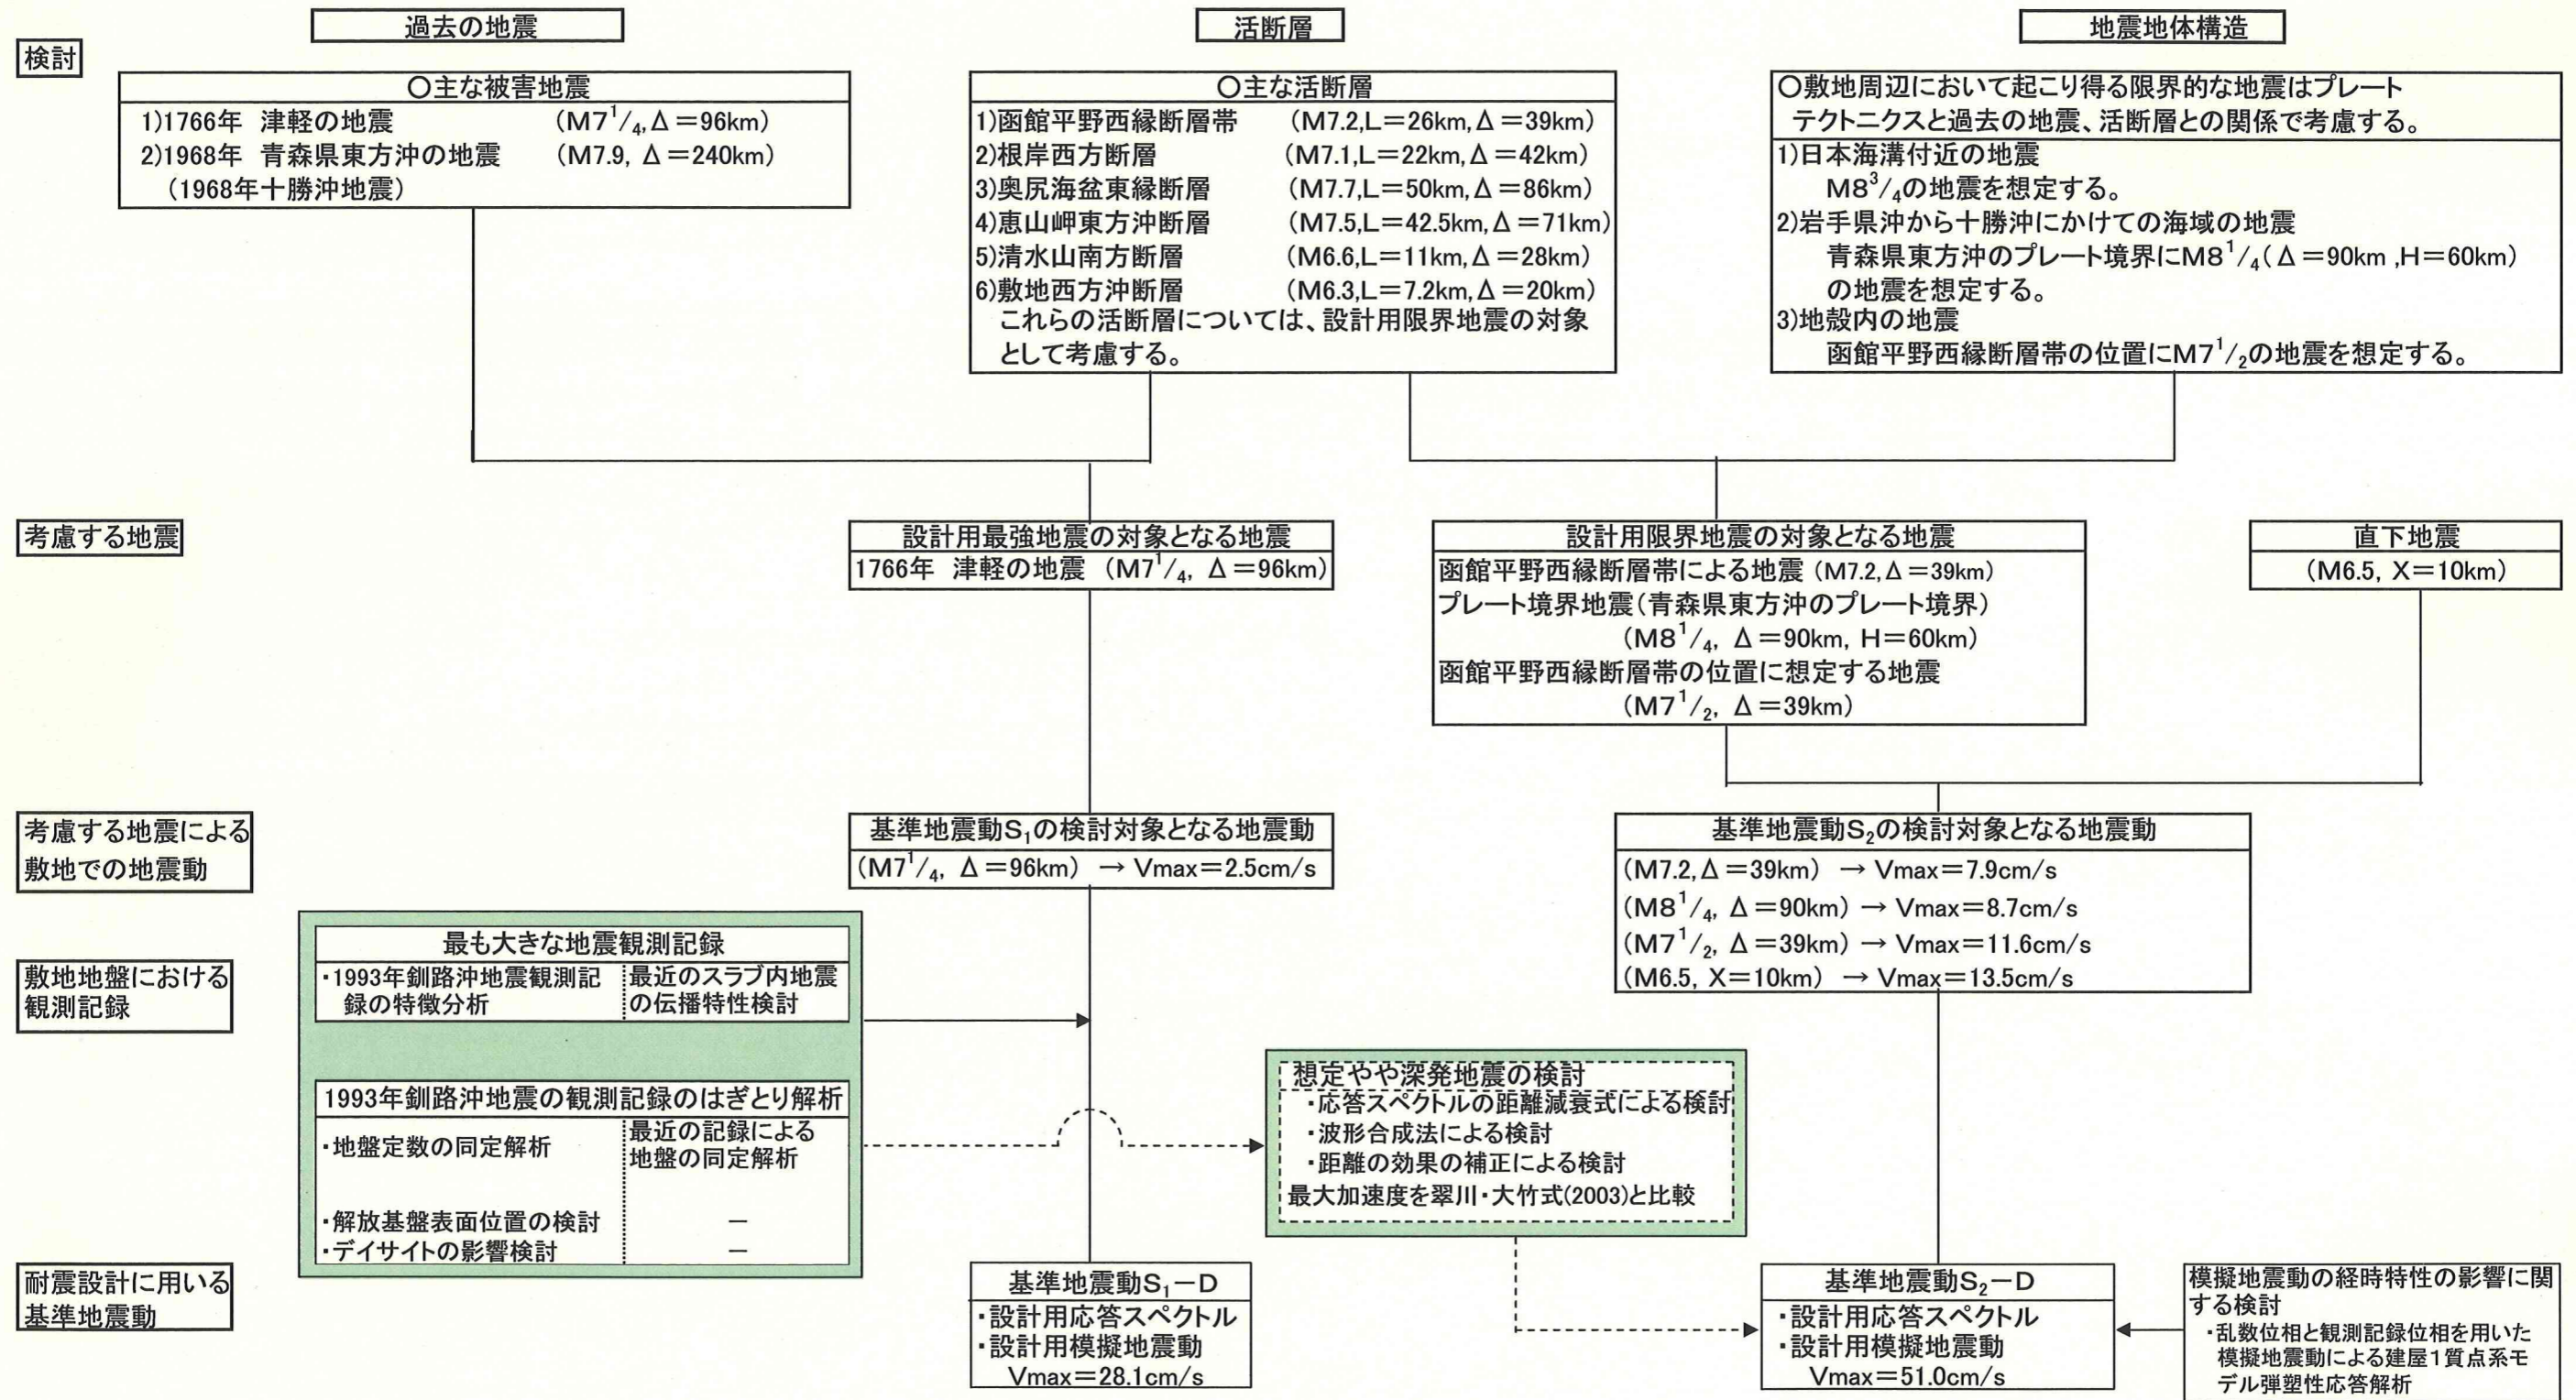 過去の地震
活断層
地震地体構造
検討
○主な被害地震
1)1766年 津軽の地震 (M7¹/₄,Δ=96km)
2)1968年 青森県東方沖の地震 (M7.9, Δ=240km)
(1968年十勝沖地震)
○主な活断層
1)函館平野西縁断層帯 (M7.2,L=26km,Δ=39km)
2)根岸西方断層 (M7.1,L=22km,Δ=42km)
3)奥尻海盆東縁断層 (M7.7,L=50km,Δ=86km)
4)恵山岬東方沖断層 (M7.5,L=42.5km,Δ=71km)
5)清水山南方断層 (M6.6,L=11km,Δ=28km)
6)敷地西方沖断層 (M6.3,L=7.2km,Δ=20km)
これらの活断層については、設計用限界地震の対象
として考慮する。
○敷地周辺において起こり得る限界的な地震はプレート
テクトニクスと過去の地震、活断層との関係で考慮する。
1)日本海溝付近の地震
M8³/₄の地震を想定する。
2)岩手県沖から十勝沖にかけての海域の地震
青森県東方沖のプレート境界にM8¹/₄(Δ=90km ,H=60km)
の地震を想定する。
3)地殻内の地震
函館平野西縁断層帯の位置にM7¹/₂の地震を想定する。
考慮する地震
設計用最強地震の対象となる地震
1766年 津軽の地震 (M7¹/₄, Δ=96km)
設計用限界地震の対象となる地震
函館平野西縁断層帯による地震 (M7.2,Δ=39km)
プレート境界地震(青森県東方沖のプレート境界)
(M8¹/₄, Δ=90km, H=60km)
函館平野西縁断層帯の位置に想定する地震
(M7¹/₂, Δ=39km)
直下地震
(M6.5, X=10km)
考慮する地震による
敷地での地震動
基準地震動S₁の検討対象となる地震動
(M7¹/₄, Δ=96km) → Vmax=2.5cm/s
基準地震動S₂の検討対象となる地震動
(M7.2,Δ=39km) → Vmax=7.9cm/s
(M8¹/₄, Δ=90km) → Vmax=8.7cm/s
(M7¹/₂, Δ=39km) → Vmax=11.6cm/s
(M6.5, X=10km) → Vmax=13.5cm/s
敷地地盤における
観測記録
最も大きな地震観測記録
・1993年釧路沖地震観測記
録の特徴分析
最近のスラブ内地震
の伝播特性検討
1993年釧路沖地震の観測記録のはぎとり解析
・地盤定数の同定解析
最近の記録による
地盤の同定解析
・解放基盤表面位置の検討 －
・デイサイトの影響検討 －
想定やや深発地震の検討
・応答スペクトルの距離減衰式による検討
・波形合成法による検討
・距離の効果の補正による検討
最大加速度を翠川・大竹式(2003)と比較
耐震設計に用いる
基準地震動
基準地震動S₁－D
・設計用応答スペクトル
・設計用模擬地震動
Vmax=28.1cm/s
基準地震動S₂－D
・設計用応答スペクトル
・設計用模擬地震動
Vmax=51.0cm/s
模擬地震動の経時特性の影響に関
する検討
・乱数位相と観測記録位相を用いた
模擬地震動による建屋1質点系モ
デル弾塑性応答解析